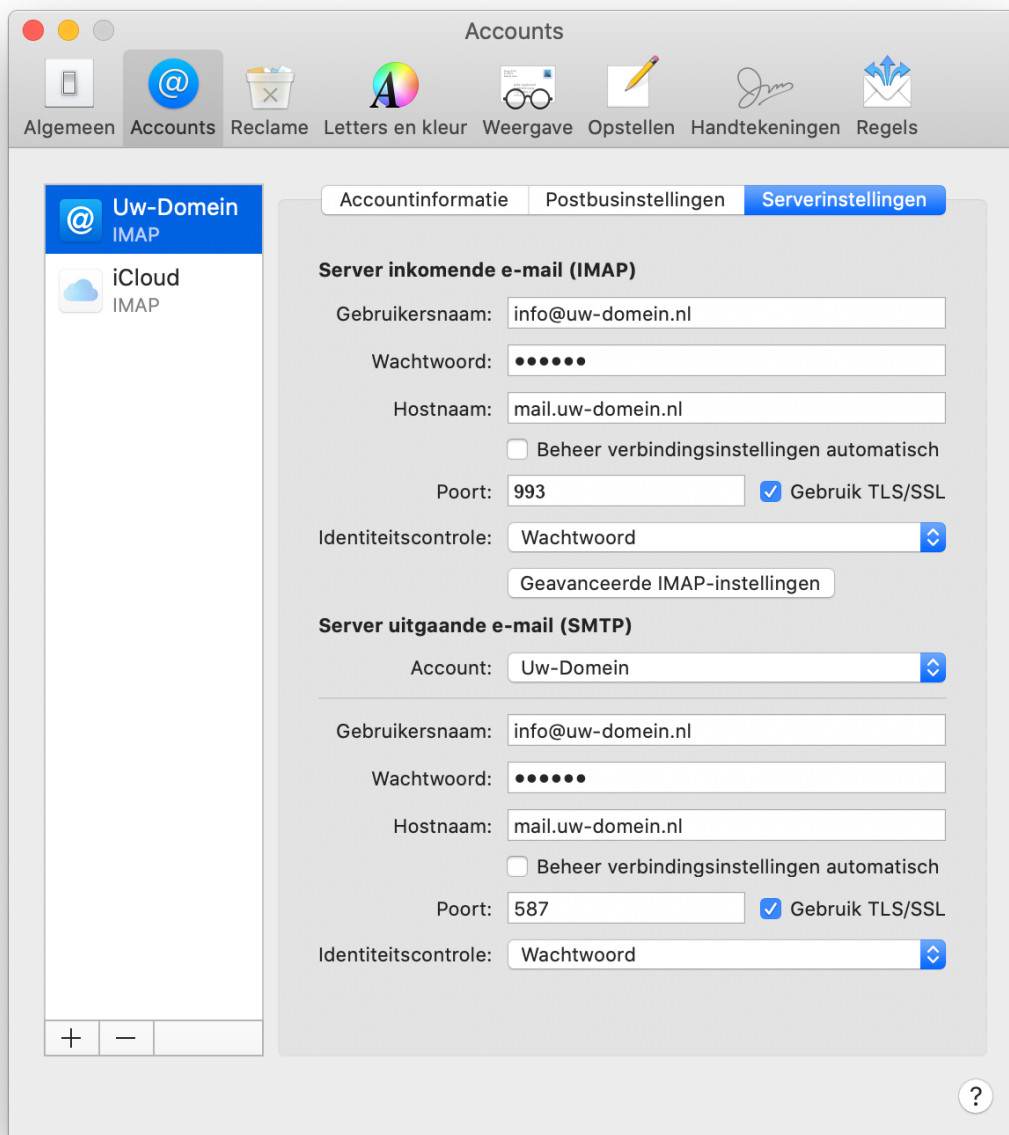 Accounts
Algemeen Accounts Reclame Letters en kleur Weergave Opstellen Handtekeningen Regels
Uw-Domein
IMAP
iCloud
IMAP
Accountinformatie Postbusinstellingen Serverinstellingen
Server inkomende e-mail (IMAP)
Gebruikersnaam: info@uw-domein.nl
Wachtwoord: ••••••
Hostnaam: mail.uw-domein.nl
Beheer verbindingsinstellingen automatisch
Poort: 993 Gebruik TLS/SSL
Identiteitscontrole: Wachtwoord
Geavanceerde IMAP-instellingen
Server uitgaande e-mail (SMTP)
Account: Uw-Domein
Gebruikersnaam: info@uw-domein.nl
Wachtwoord: ••••••
Hostnaam: mail.uw-domein.nl
Beheer verbindingsinstellingen automatisch
Poort: 587 Gebruik TLS/SSL
Identiteitscontrole: Wachtwoord
?